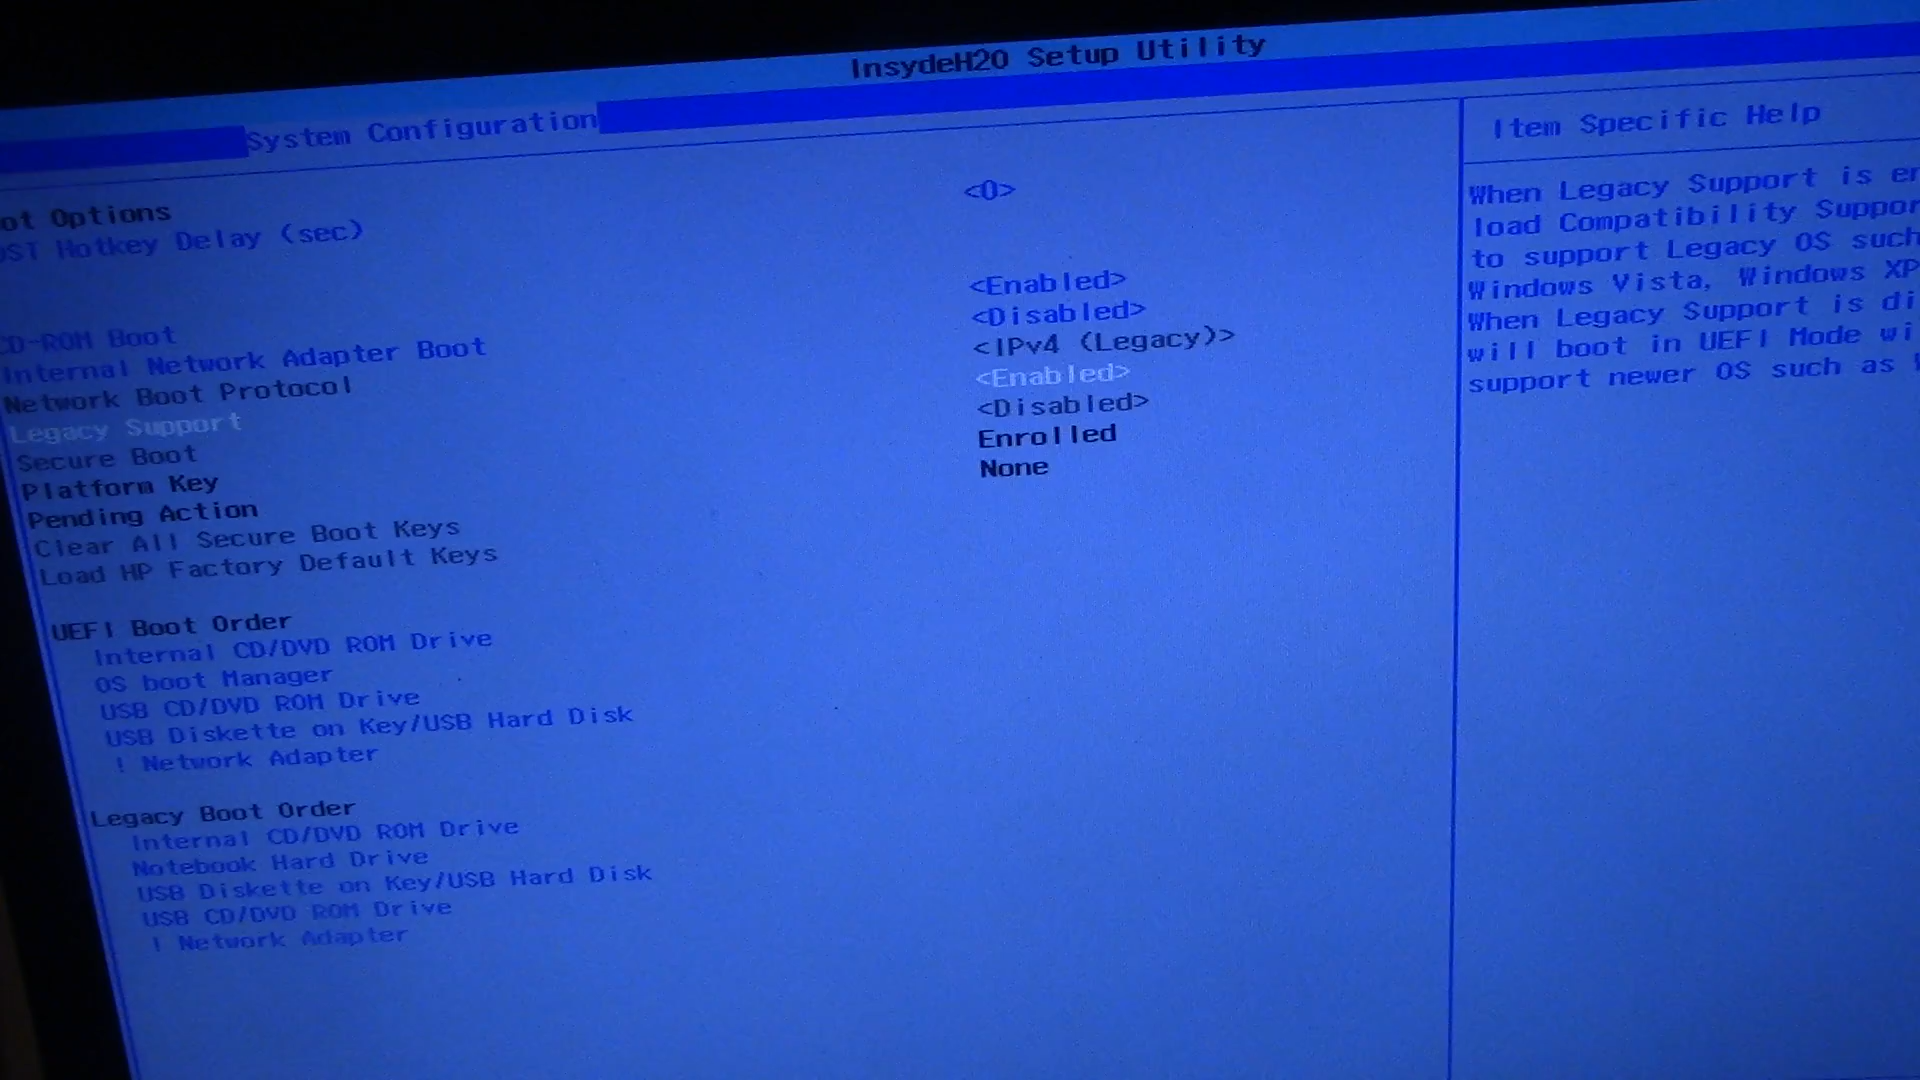 InsydeH20 Setup Utility
System Configuration
Item Specific Help
ot Options
OST Hotkey Delay (sec) <0>
CD-ROM Boot <Enabled>
Internal Network Adapter Boot <Disabled>
Network Boot Protocol <IPv4 (Legacy)>
Legacy Support <Enabled>
Secure Boot <Disabled>
Platform Key Enrolled
Pending Action None
Clear All Secure Boot Keys
Load HP Factory Default Keys
UEFI Boot Order
Internal CD/DVD ROM Drive
OS boot Manager
USB CD/DVD ROM Drive
USB Diskette on Key/USB Hard Disk
! Network Adapter
Legacy Boot Order
Internal CD/DVD ROM Drive
Notebook Hard Drive
USB Diskette on Key/USB Hard Disk
USB CD/DVD ROM Drive
! Network Adapter
When Legacy Support is en
load Compatibility Suppor
to support Legacy OS such
Windows Vista, Windows XP
When Legacy Support is di
will boot in UEFI Mode wi
support newer OS such as